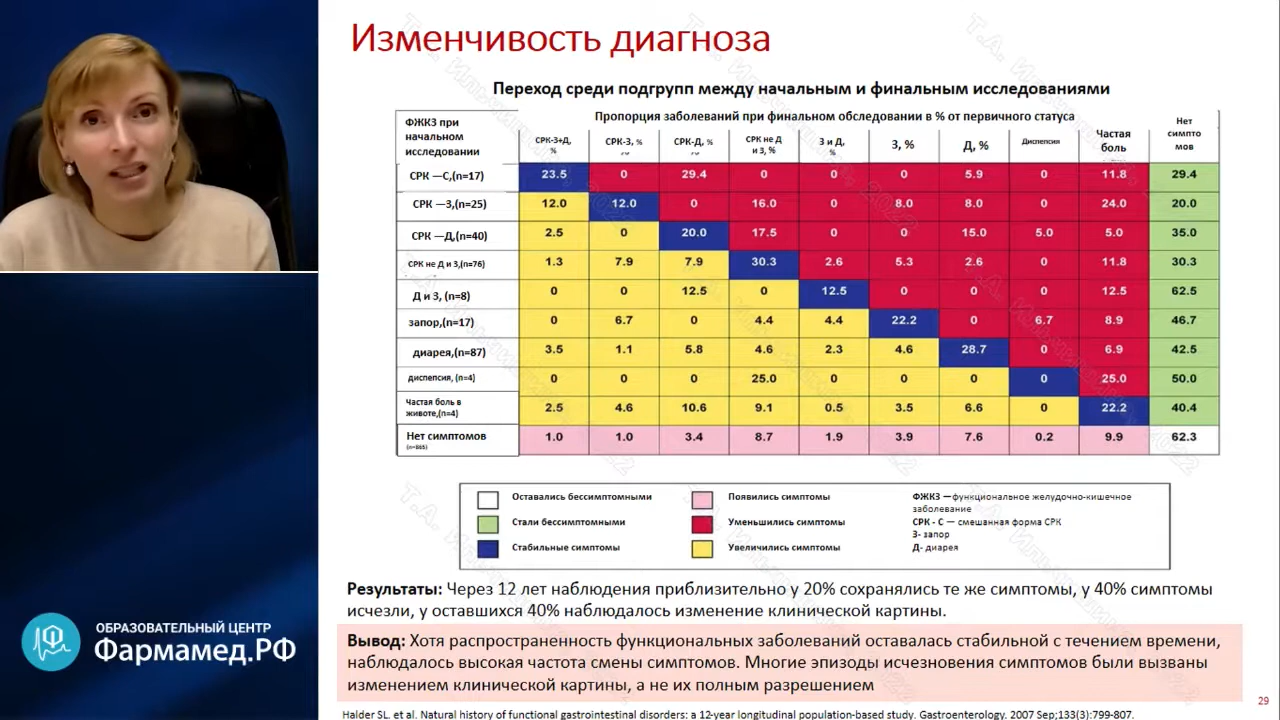 Изменчивость диагноза
Переход среди подгрупп между начальным и финальным исследованиями
ФЖКЗ при начальном исследовании
Пропорция заболеваний при финальном обследовании в % от первичного статуса
СРК-З+Д, % СРК-З, % СРК-Д, % СРК не Д и З, % З и Д, % З, % Д, % Диспепсия Частая боль Нет симптомов
СРК —С,(n=17) 23.5 0 29.4 0 0 0 5.9 0 11.8 29.4
СРК —З,(n=25) 12.0 12.0 0 16.0 0 8.0 8.0 0 24.0 20.0
СРК —Д,(n=40) 2.5 0 20.0 17.5 0 0 15.0 5.0 5.0 35.0
СРК не Д и З,(n=76) 1.3 7.9 7.9 30.3 2.6 5.3 2.6 0 11.8 30.3
Д и З, (n=8) 0 0 12.5 0 12.5 0 0 0 12.5 62.5
запор,(n=17) 0 6.7 0 4.4 4.4 22.2 0 6.7 8.9 46.7
диарея,(n=87) 3.5 1.1 5.8 4.6 2.3 4.6 28.7 0 6.9 42.5
диспепсия, (n=4) 0 0 0 25.0 0 0 0 0 25.0 50.0
Частая боль в животе,(n=4) 2.5 4.6 10.6 9.1 0.5 3.5 6.6 0 22.2 40.4
Нет симптомов 1.0 1.0 3.4 8.7 1.9 3.9 7.6 0.2 9.9 62.3
Оставались бессимптомными
Стали бессимптомными
Стабильные симптомы
Появились симптомы
Уменьшились симптомы
Увеличились симптомы
ФЖКЗ —функциональное желудочно-кишечное
заболевание
СРК - С — смешанная форма СРК
З- запор
Д- диарея
Результаты: Через 12 лет наблюдения приблизительно у 20% сохранялись те же симптомы, у 40% симптомы
исчезли, у оставшихся 40% наблюдалось изменение клинической картины.
Вывод: Хотя распространенность функциональных заболеваний оставалась стабильной с течением времени,
наблюдалось высокая частота смены симптомов. Многие эпизоды исчезновения симптомов были вызваны
изменением клинической картины, а не их полным разрешением
29
Halder SL. et al. Natural history of functional gastrointestinal disorders: a 12-year longitudinal population-based study. Gastroenterology. 2007 Sep;133(3):799-807.
ОБРАЗОВАТЕЛЬНЫЙ ЦЕНТР
Фармамед.РФ